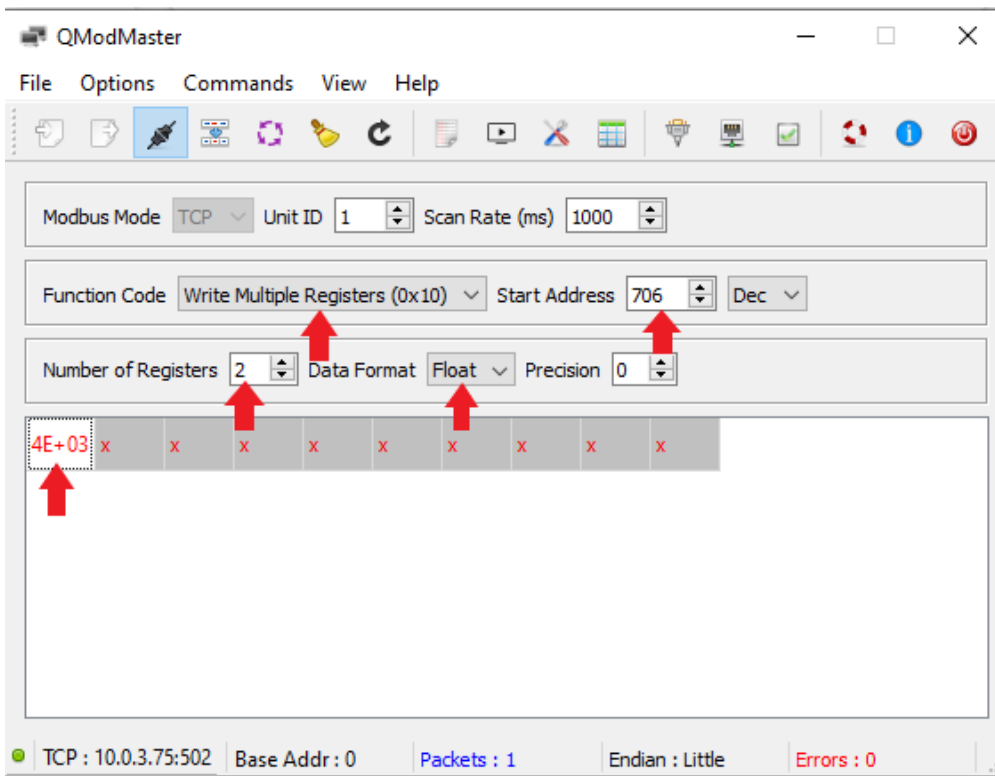 QModMaster
File Options Commands View Help
Modbus Mode TCP Unit ID 1 Scan Rate (ms) 1000
Function Code Write Multiple Registers (0x10) Start Address 706 Dec
Number of Registers 2 Data Format Float Precision 0
4E+03 x x x x x x x x x
TCP : 10.0.3.75:502 Base Addr : 0 Packets : 1 Endian : Little Errors : 0